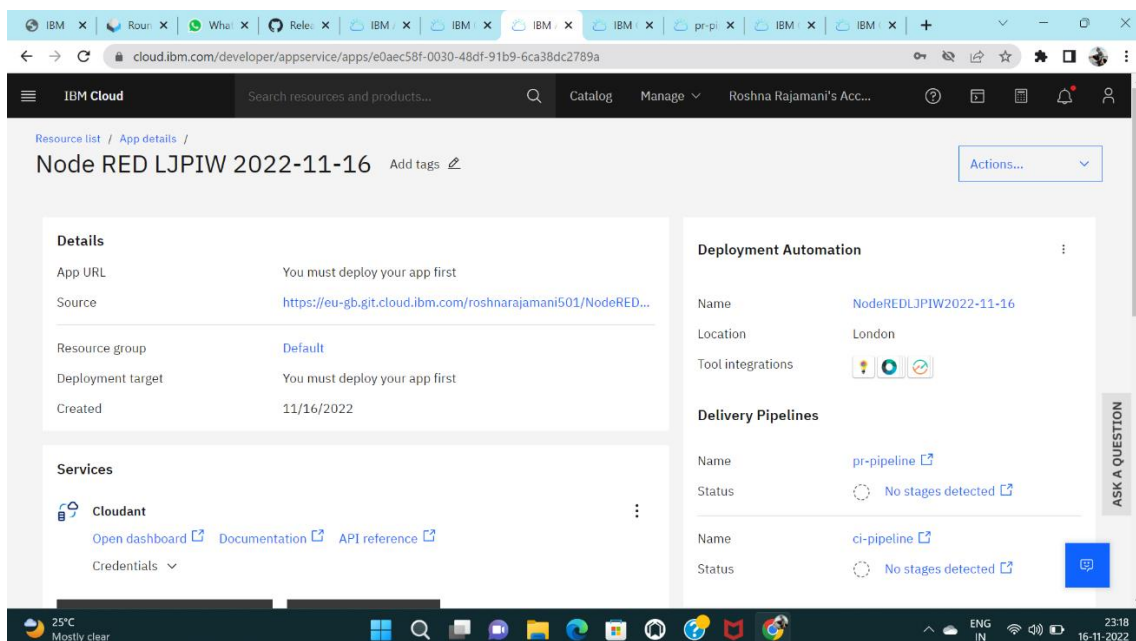 IBM
Roun
What
Relea
IBM /
IBM
IBM /
IBM
pr-pi
IBM
IBM
cloud.ibm.com/developer/appservice/apps/e0aec58f-0030-48df-91b9-6ca38dc2789a
IBM Cloud
Search resources and products...
Catalog
Manage
Roshna Rajamani's Acc...
Resource list / App details /
Node RED LJPIW 2022-11-16 Add tags
Actions...
Details
App URL You must deploy your app first
Source https://eu-gb.git.cloud.ibm.com/roshnarajamani501/NodeRED...
Resource group Default
Deployment target You must deploy your app first
Created 11/16/2022
Services
Cloudant
Open dashboard Documentation API reference
Credentials
Deployment Automation
Name NodeREDLJPIW2022-11-16
Location London
Tool integrations
Delivery Pipelines
Name pr-pipeline
Status No stages detected
Name ci-pipeline
Status No stages detected
ASK A QUESTION
25°C
Mostly clear
ENG
IN
23:18
16-11-2022